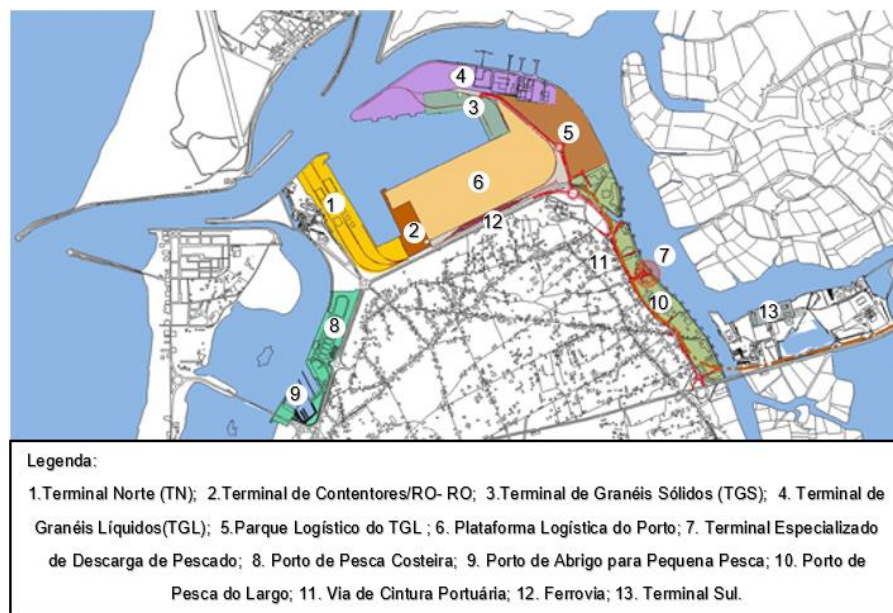 4
3
5
1
6
2
12
11
7
10
13
8
9
Legenda:
1.Terminal Norte (TN); 2.Terminal de Contentores/RO- RO; 3.Terminal de Granéis Sólidos (TGS); 4. Terminal de
Granéis Líquidos(TGL); 5.Parque Logístico do TGL ; 6. Plataforma Logística do Porto; 7. Terminal Especializado
de Descarga de Pescado; 8. Porto de Pesca Costeira; 9. Porto de Abrigo para Pequena Pesca; 10. Porto de
Pesca do Largo; 11. Via de Cintura Portuária; 12. Ferrovia; 13. Terminal Sul.